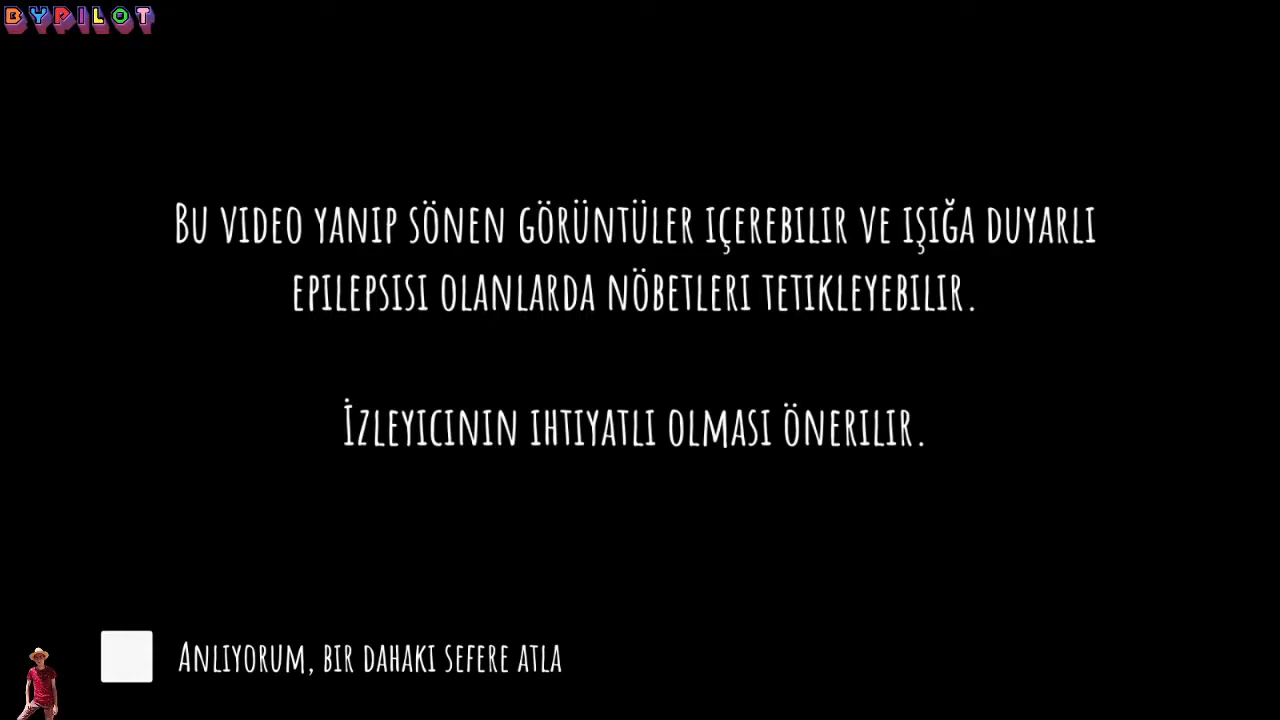 BYPILOT
Bu video yanıp sönen görüntüler içerebilir ve ışığa duyarlı
epilepsisi olanlarda nöbetleri tetikleyebilir.
İzleyicinin ihtiyatlı olması önerilir.
Anlıyorum, bir dahaki sefere atla